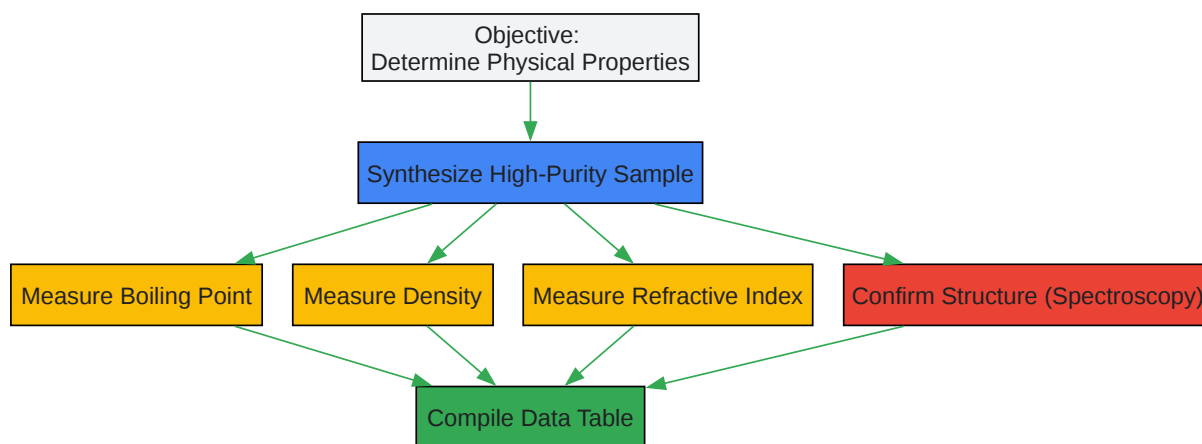 Objective:
Determine Physical Properties
Synthesize High-Purity Sample
Measure Boiling Point
Measure Density
Measure Refractive Index
Confirm Structure (Spectroscopy)
Compile Data Table